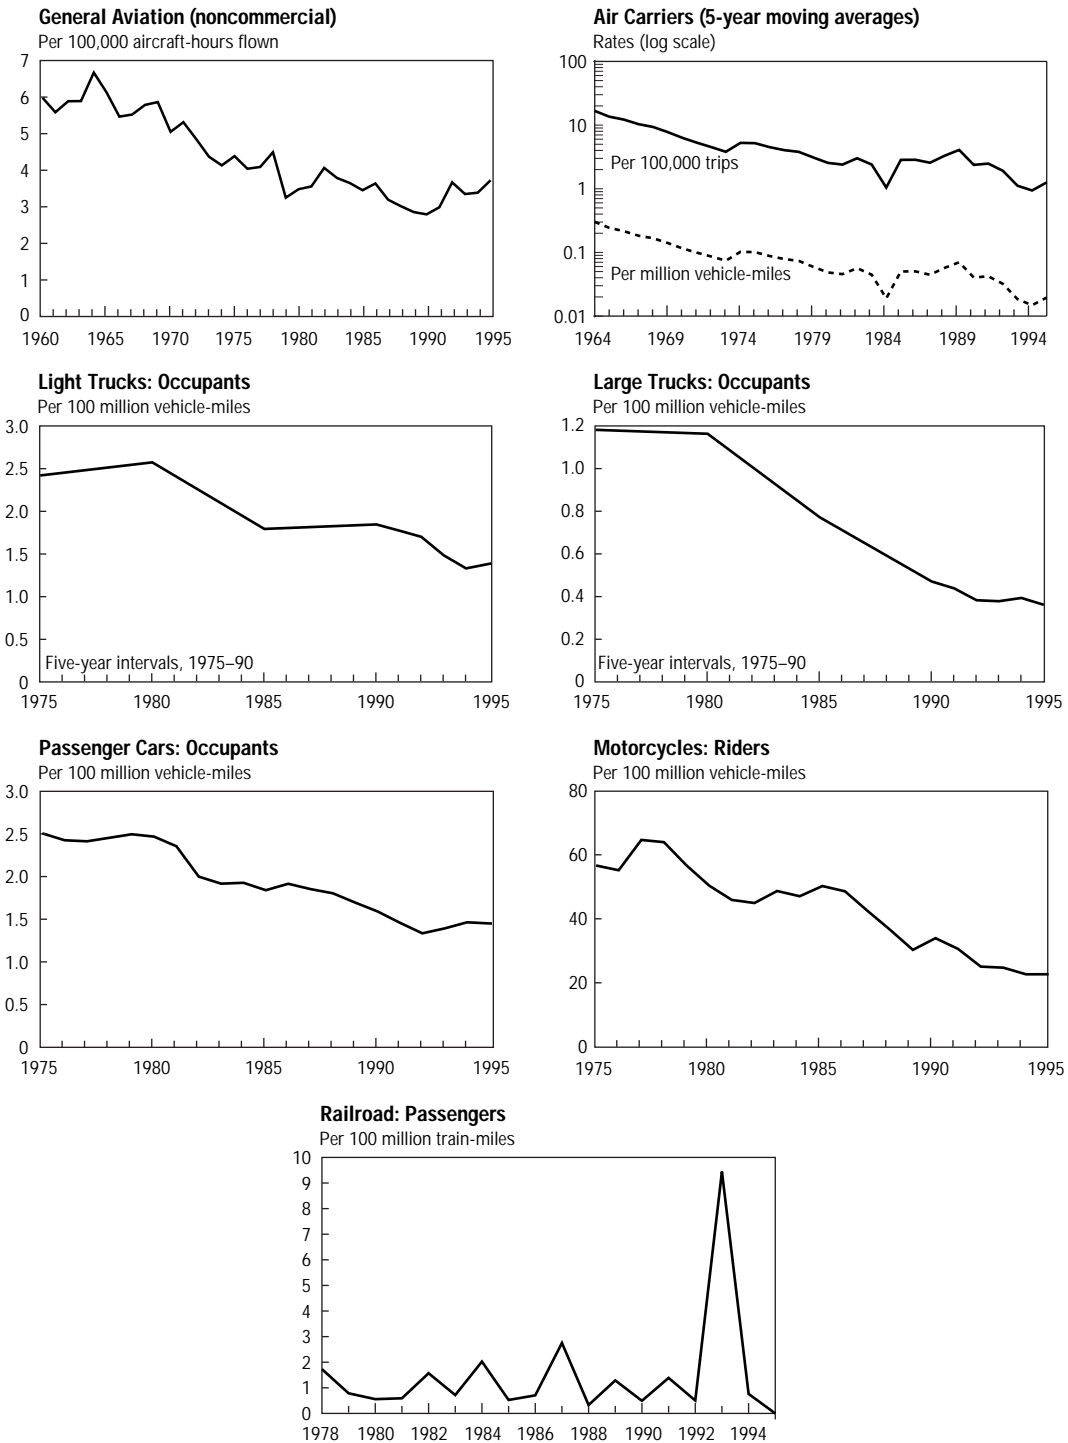 General Aviation (noncommercial)
Per 100,000 aircraft-hours flown
7
6
5
4
3
2
1
0
1960 1965 1970 1975 1980 1985 1990 1995
Air Carriers (5-year moving averages)
Rates (log scale)
100
10
Per 100,000 trips
1
0.1
Per million vehicle-miles
0.01
1964 1969 1974 1979 1984 1989 1994
Light Trucks: Occupants
Per 100 million vehicle-miles
3.0
2.5
2.0
1.5
1.0
0.5
Five-year intervals, 1975–90
0
1975 1980 1985 1990 1995
Large Trucks: Occupants
Per 100 million vehicle-miles
1.2
1.0
0.8
0.6
0.4
0.2
Five-year intervals, 1975–90
0
1975 1980 1985 1990 1995
Passenger Cars: Occupants
Per 100 million vehicle-miles
3.0
2.5
2.0
1.5
1.0
0.5
0
1975 1980 1985 1990 1995
Motorcycles: Riders
Per 100 million vehicle-miles
80
60
40
20
0
1975 1980 1985 1990 1995
Railroad: Passengers
Per 100 million train-miles
10
9
8
7
6
5
4
3
2
1
0
1978 1980 1982 1984 1986 1988 1990 1992 1994